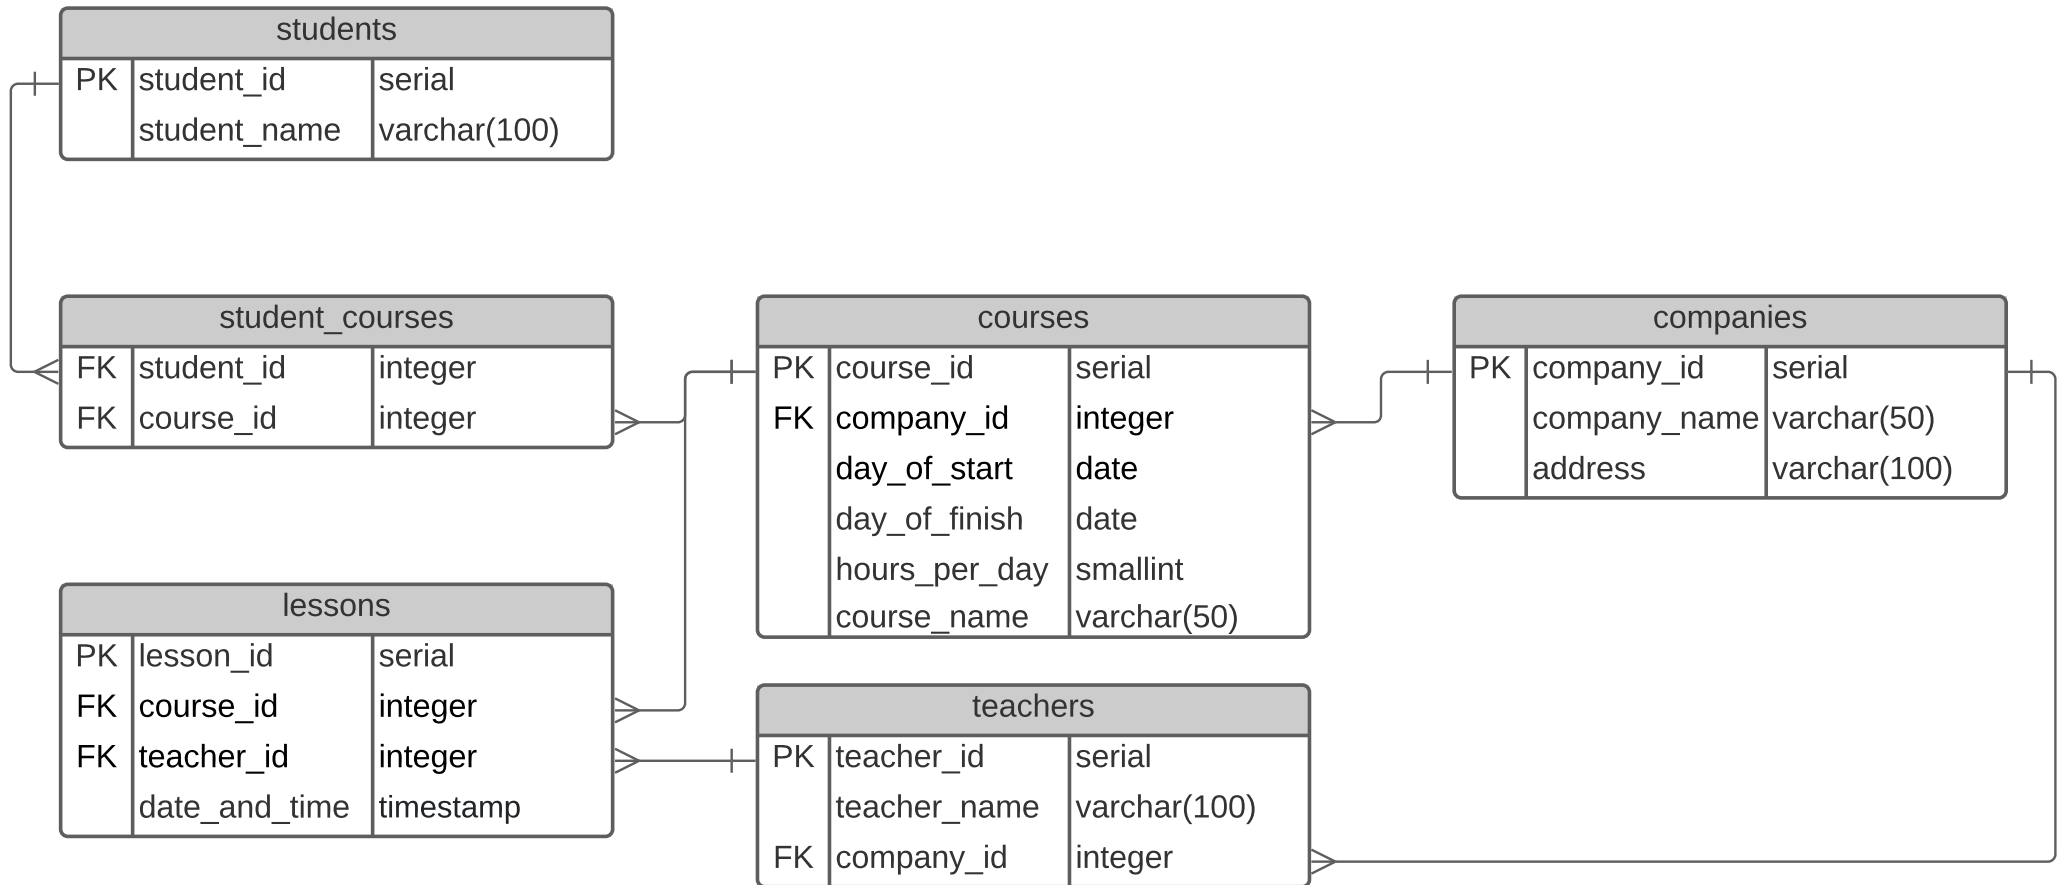 students
PK student_id serial
student_name varchar(100)
student_courses
FK student_id integer
FK course_id integer
courses
PK course_id serial
FK company_id integer
day_of_start date
day_of_finish date
hours_per_day smallint
course_name varchar(50)
companies
PK company_id serial
company_name varchar(50)
address varchar(100)
lessons
PK lesson_id serial
FK course_id integer
FK teacher_id integer
date_and_time timestamp
teachers
PK teacher_id serial
teacher_name varchar(100)
FK company_id integer